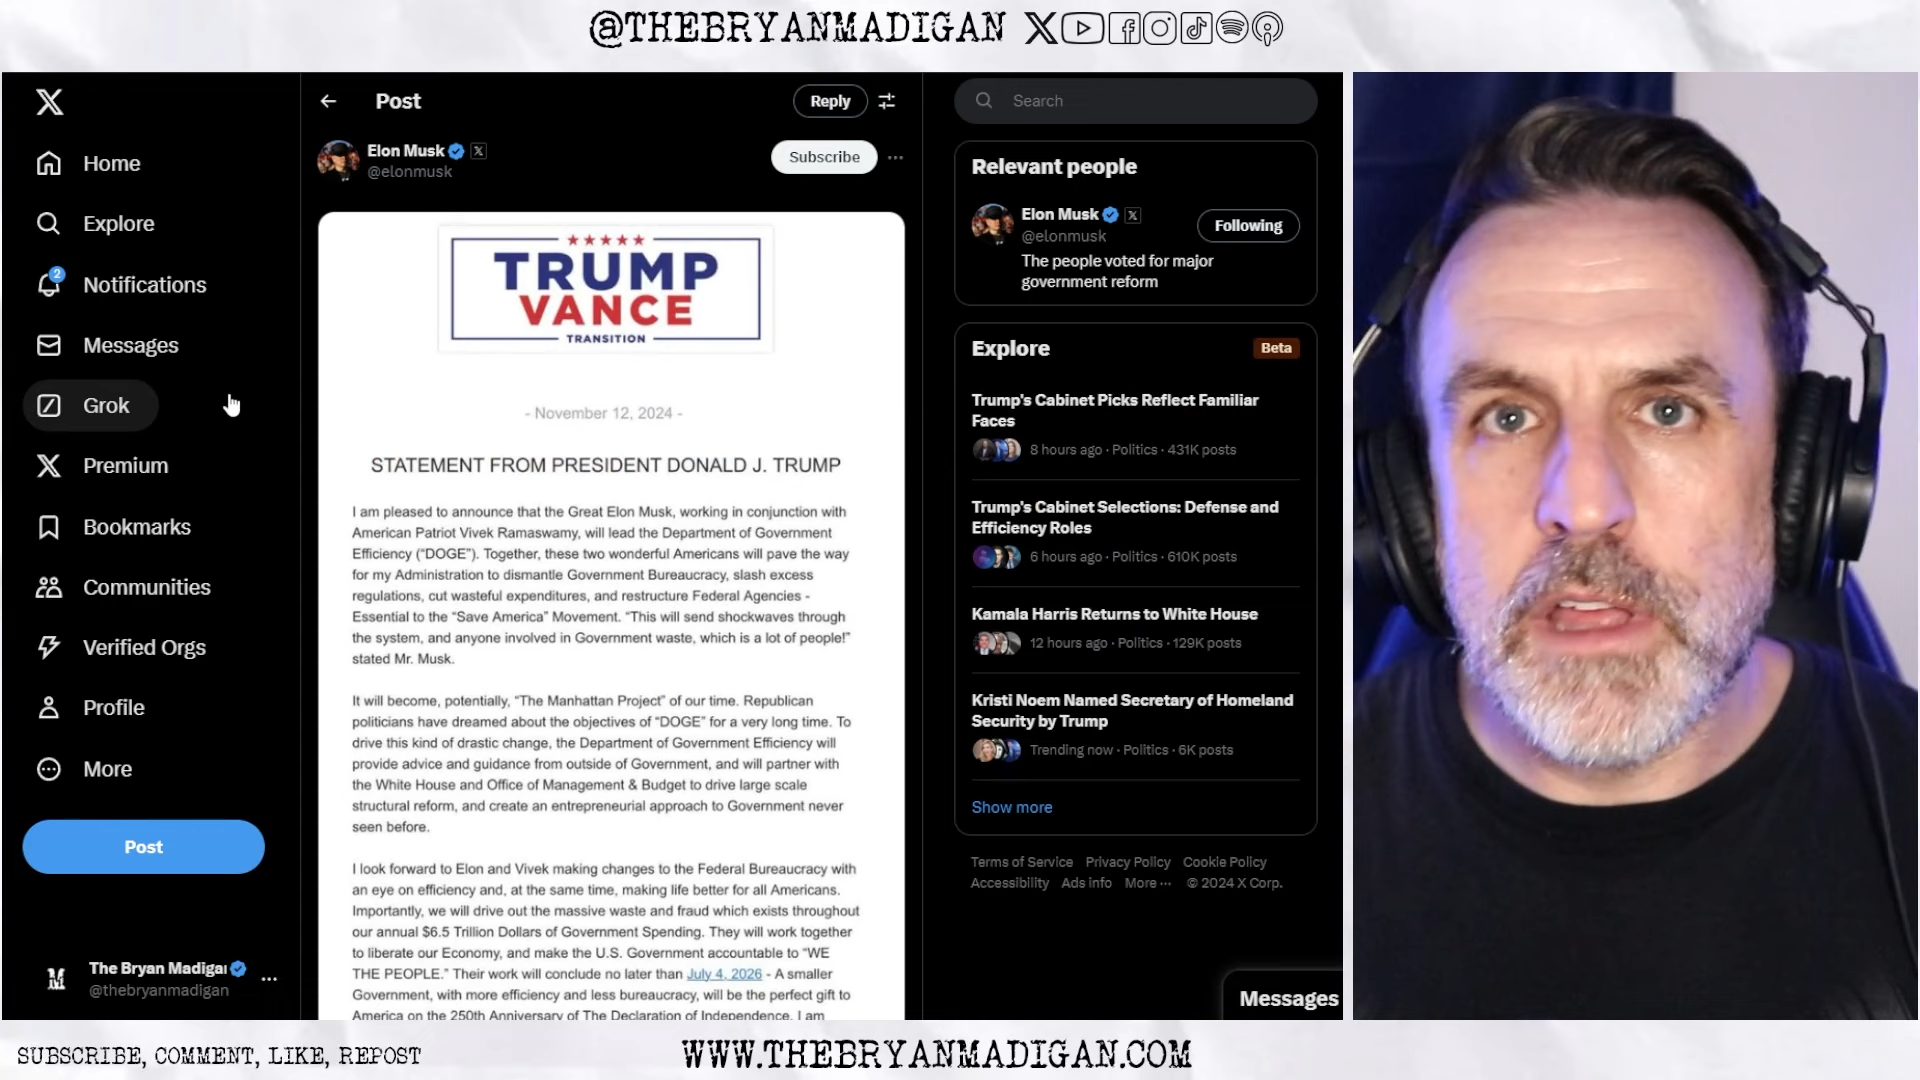 @THEBRYANMADIGAN
Home
Explore
Notifications
2
Messages
Grok
Premium
Bookmarks
Communities
Verified Orgs
Profile
More
Post
The Bryan Madiga
@thebryanmadigan
Post
Reply
Elon Musk
@elonmusk
Subscribe
TRUMP
VANCE
TRANSITION
- November 12, 2024 -
STATEMENT FROM PRESIDENT DONALD J. TRUMP
I am pleased to announce that the Great Elon Musk, working in conjunction with
American Patriot Vivek Ramaswamy, will lead the Department of Government
Efficiency ("DOGE"). Together, these two wonderful Americans will pave the way
for my Administration to dismantle Government Bureaucracy, slash excess
regulations, cut wasteful expenditures, and restructure Federal Agencies -
Essential to the "Save America" Movement. "This will send shockwaves through
the system, and anyone involved in Government waste, which is a lot of people!"
stated Mr. Musk.
It will become, potentially, "The Manhattan Project" of our time. Republican
politicians have dreamed about the objectives of "DOGE" for a very long time. To
drive this kind of drastic change, the Department of Government Efficiency will
provide advice and guidance from outside of Government, and will partner with
the White House and Office of Management & Budget to drive large scale
structural reform, and create an entrepreneurial approach to Government never
seen before.
I look forward to Elon and Vivek making changes to the Federal Bureaucracy with
an eye on efficiency and, at the same time, making life better for all Americans.
Importantly, we will drive out the massive waste and fraud which exists throughout
our annual $6.5 Trillion Dollars of Government Spending. They will work together
to liberate our Economy, and make the U.S. Government accountable to "WE
THE PEOPLE." Their work will conclude no later than July 4, 2026 - A smaller
Government, with more efficiency and less bureaucracy, will be the perfect gift to
America on the 250th Anniversary of The Declaration of Independence. I am
Search
Relevant people
Elon Musk
@elonmusk
Following
The people voted for major
government reform
Explore
Beta
Trump's Cabinet Picks Reflect Familiar
Faces
8 hours ago · Politics · 431K posts
Trump's Cabinet Selections: Defense and
Efficiency Roles
6 hours ago · Politics · 610K posts
Kamala Harris Returns to White House
12 hours ago · Politics · 129K posts
Kristi Noem Named Secretary of Homeland
Security by Trump
Trending now · Politics · 6K posts
Show more
Terms of Service Privacy Policy Cookie Policy
Accessibility Ads info More ··· © 2024 X Corp.
Messages
SUBSCRIBE, COMMENT, LIKE, REPOST
WWW.THEBRYANMADIGAN.COM